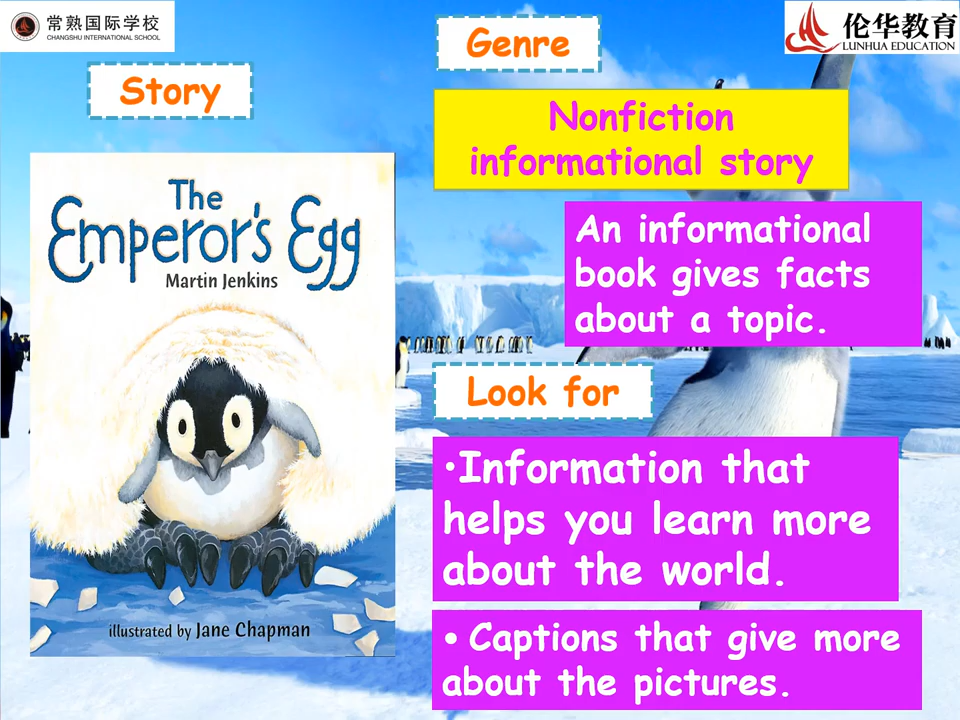 常熟国际学校
CHANGSHU INTERNATIONAL SCHOOL
伦华教育
LUNHUA EDUCATION
Story
The
Emperor's Egg
Martin Jenkins
illustrated by Jane Chapman
Genre
Nonfiction
informational story
An informational
book gives facts
about a topic.
Look for
•Information that
helps you learn more
about the world.
• Captions that give more
about the pictures.